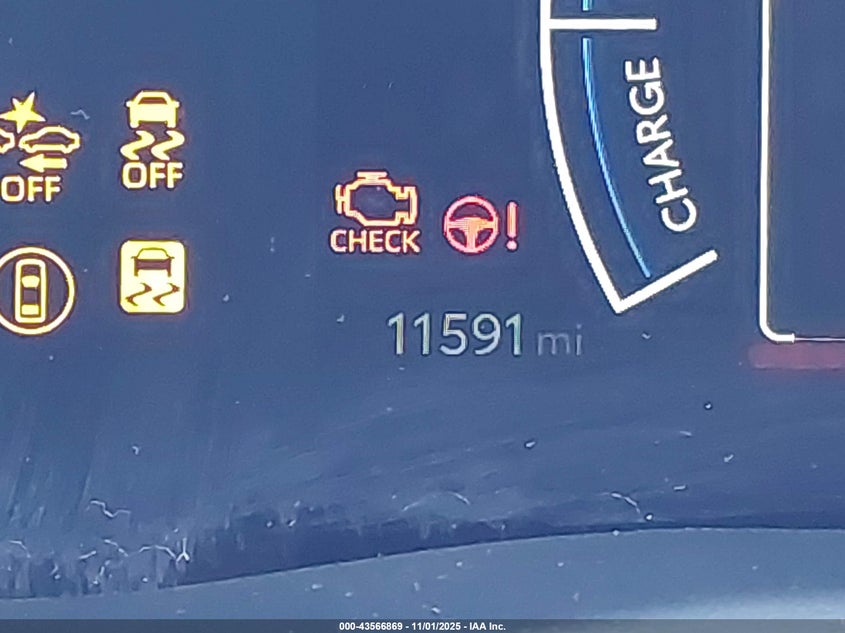 OFF
OFF
CHECK
!
11591 mi
CHARGE
000-43566869 - 11/01/2025 - IAA Inc.